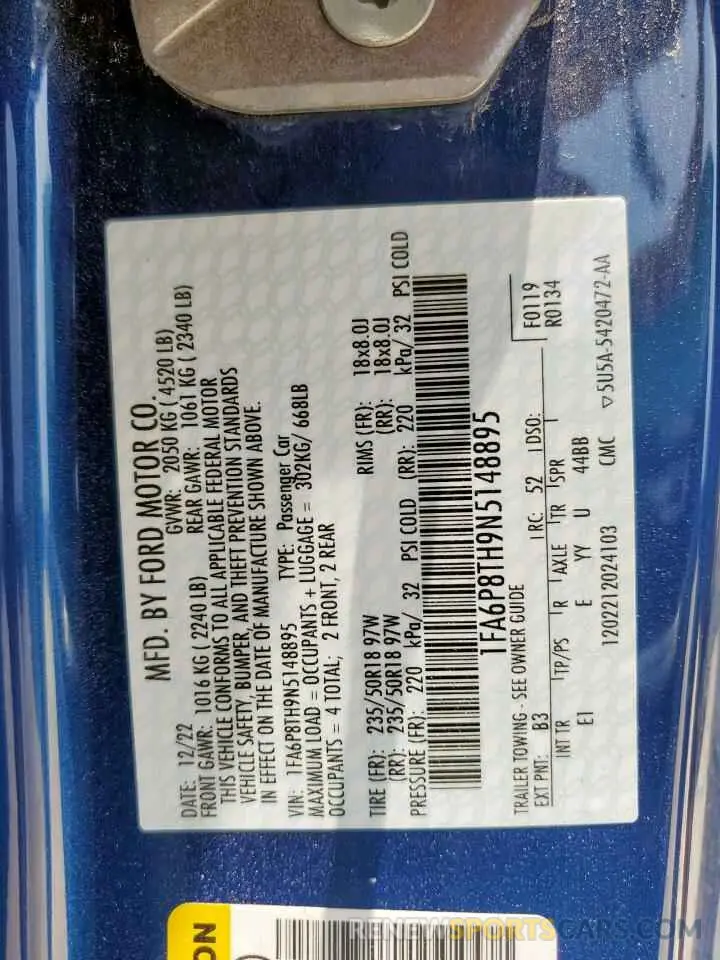 MFD. BY FORD MOTOR CO.
DATE: 12/22 GVWR: 2050 KG ( 4520 LB)
FRONT GAWR: 1016 KG ( 2240 LB) REAR GAWR: 1061 KG ( 2340 LB)
THIS VEHICLE CONFORMS TO ALL APPLICABLE FEDERAL MOTOR
VEHICLE SAFETY, BUMPER, AND THEFT PREVENTION STANDARDS
IN EFFECT ON THE DATE OF MANUFACTURE SHOWN ABOVE.
VIN: 1FA6P8TH9N5148895 TYPE: Passenger Car
MAXIMUM LOAD = OCCUPANTS + LUGGAGE = 302KG/ 668LB
OCCUPANTS = 4 TOTAL; 2 FRONT, 2 REAR
TIRE (FR): 235/50R18 97W RIMS (FR): 18x8.0J
(RR): 235/50R18 97W (RR): 18x8.0J
PRESSURE (FR): 220 kPa/ 32 PSI COLD (RR): 220 kPa/ 32 PSI COLD
1FA6P8TH9N5148895
TRAILER TOWING - SEE OWNER GUIDE F0119
EXT PNT: B3 RC: 52 DSO: R0134
INT TR TP/PS R AXLE TR SPR
EI E YY U 44BB
1202212024103 CMC ▽5U5A-5420472-AA
ON
RENEWSPORTSCARS.COM